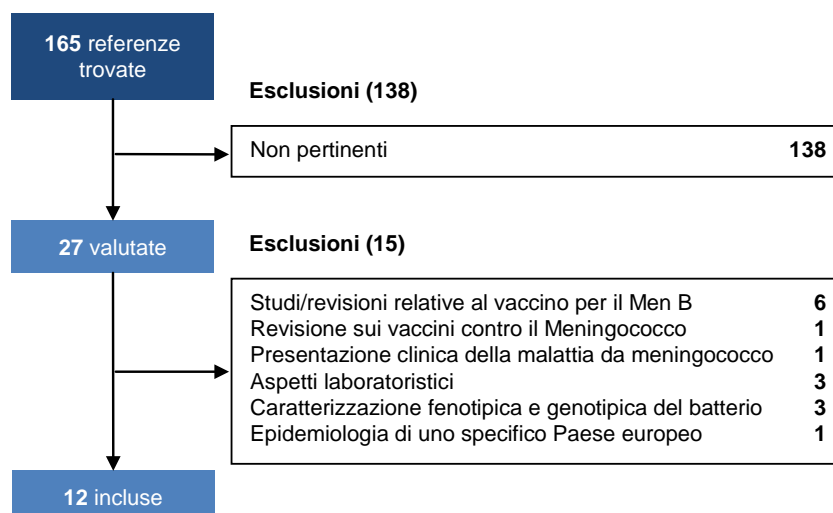 165 referenze
trovate
Esclusioni (138)
Non pertinenti 138
27 valutate
Esclusioni (15)
Studi/revisioni relative al vaccino per il Men B 6
Revisione sui vaccini contro il Meningococco 1
Presentazione clinica della malattia da meningococco 1
Aspetti laboratoristici 3
Caratterizzazione fenotipica e genotipica del batterio 3
Epidemiologia di uno specifico Paese europeo 1
12 incluse